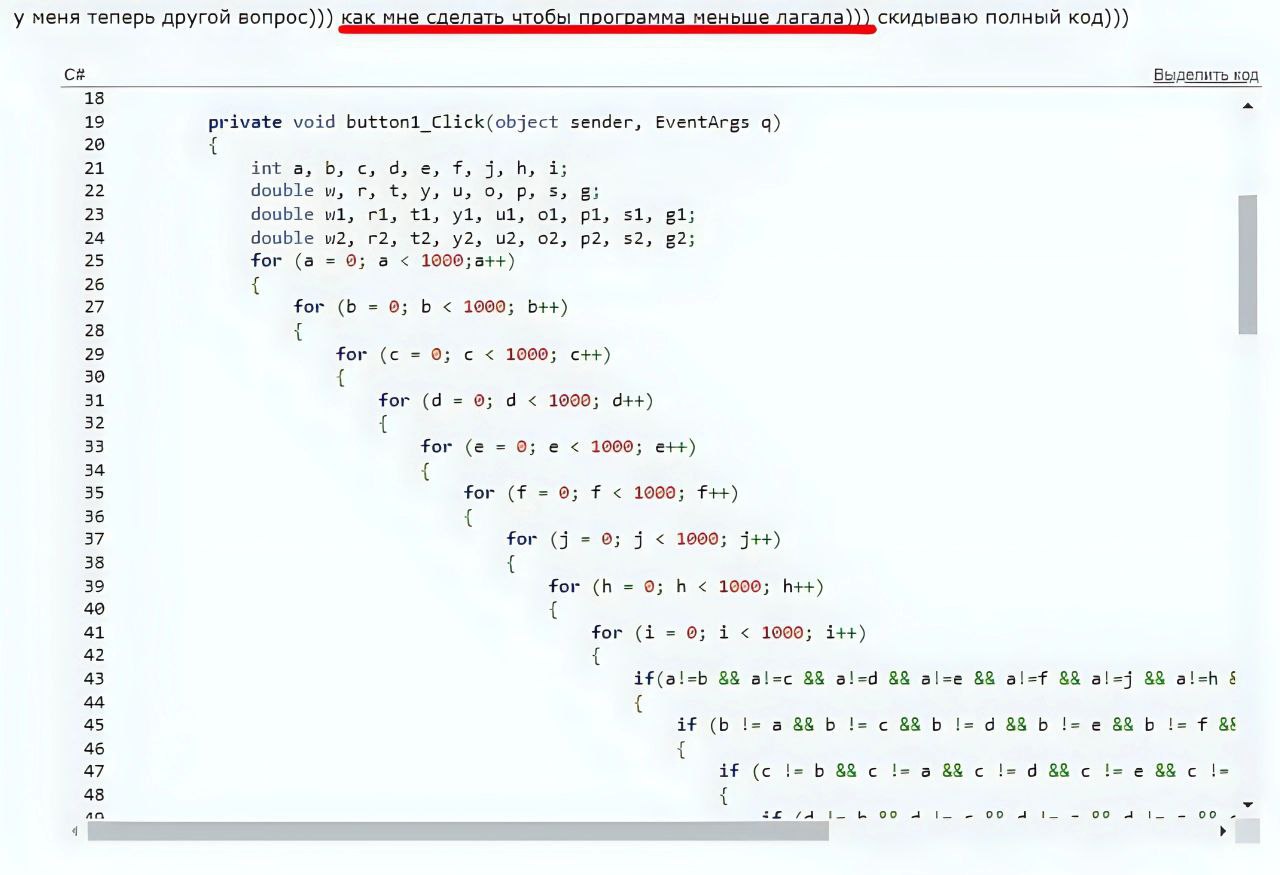 у меня теперь другой вопрос))) как мне сделать чтобы программа меньше лагала))) скидываю полный код)))
C# Выделить код
18
19 private void button1_Click(object sender, EventArgs q)
20 {
21 int a, b, c, d, e, f, j, h, i;
22 double w, r, t, y, u, o, p, s, g;
23 double w1, r1, t1, y1, u1, o1, p1, s1, g1;
24 double w2, r2, t2, y2, u2, o2, p2, s2, g2;
25 for (a = 0; a < 1000;a++)
26 {
27 for (b = 0; b < 1000; b++)
28 {
29 for (c = 0; c < 1000; c++)
30 {
31 for (d = 0; d < 1000; d++)
32 {
33 for (e = 0; e < 1000; e++)
34 {
35 for (f = 0; f < 1000; f++)
36 {
37 for (j = 0; j < 1000; j++)
38 {
39 for (h = 0; h < 1000; h++)
40 {
41 for (i = 0; i < 1000; i++)
42 {
43 if(a!=b && a!=c && a!=d && a!=e && a!=f && a!=j && a!=h &
44 {
45 if (b != a && b != c && b != d && b != e && b != f &&
46 {
47 if (c != b && c != a && c != d && c != e && c !=
48 {